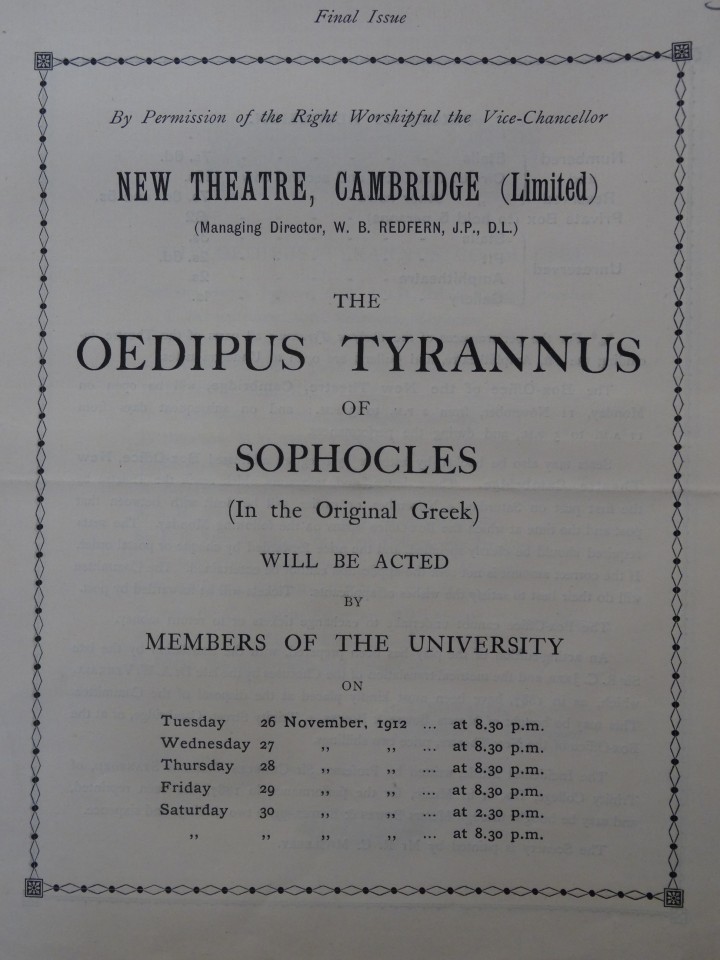 Final Issue
By Permission of the Right Worshipful the Vice-Chancellor
NEW THEATRE, CAMBRIDGE (Limited)
(Managing Director, W. B. REDFERN, J.P., D.L.)
THE
OEDIPUS TYRANNUS
OF
SOPHOCLES
(In the Original Greek)
WILL BE ACTED
BY
MEMBERS OF THE UNIVERSITY
ON
Tuesday 26 November, 1912 ... at 8.30 p.m.
Wednesday 27 ,, ,, ... at 8.30 p.m.
Thursday 28 ,, ,, ... at 8.30 p.m.
Friday 29 ,, ,, ... at 8.30 p.m.
Saturday 30 ,, ,, ... at 2.30 p.m.
,, ,, ,, ,, ... at 8.30 p.m.